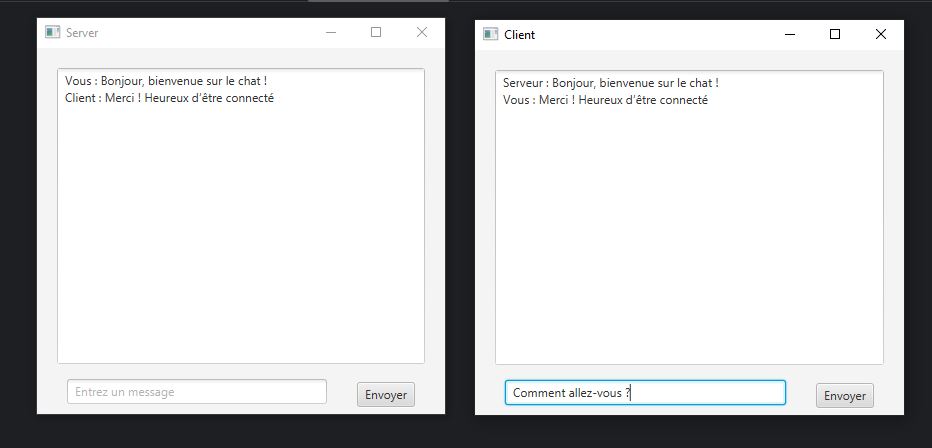 Server
Vous : Bonjour, bienvenue sur le chat !
Client : Merci ! Heureux d'être connecté
Entrez un message
Envoyer
Client
Serveur : Bonjour, bienvenue sur le chat !
Vous : Merci ! Heureux d'être connecté
Comment allez-vous ?
Envoyer